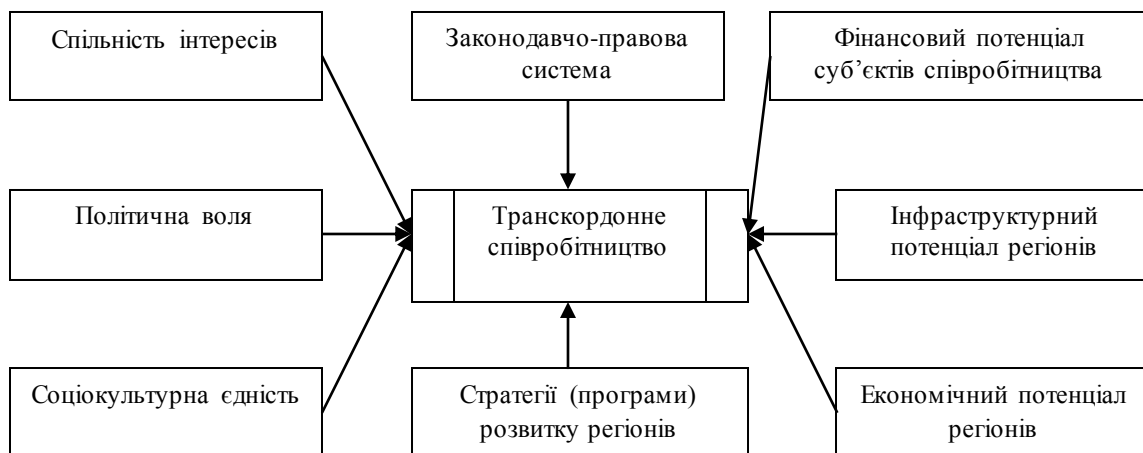 Спільність інтересів
Законодавчо-правова
система
Фінансовий потенціал
суб’єктів співробітництва
Політична воля
Транскордонне
співробітництво
Інфраструктурний
потенціал регіонів
Соціокультурна єдність
Стратегії (програми)
розвитку регіонів
Економічний потенціал
регіонів